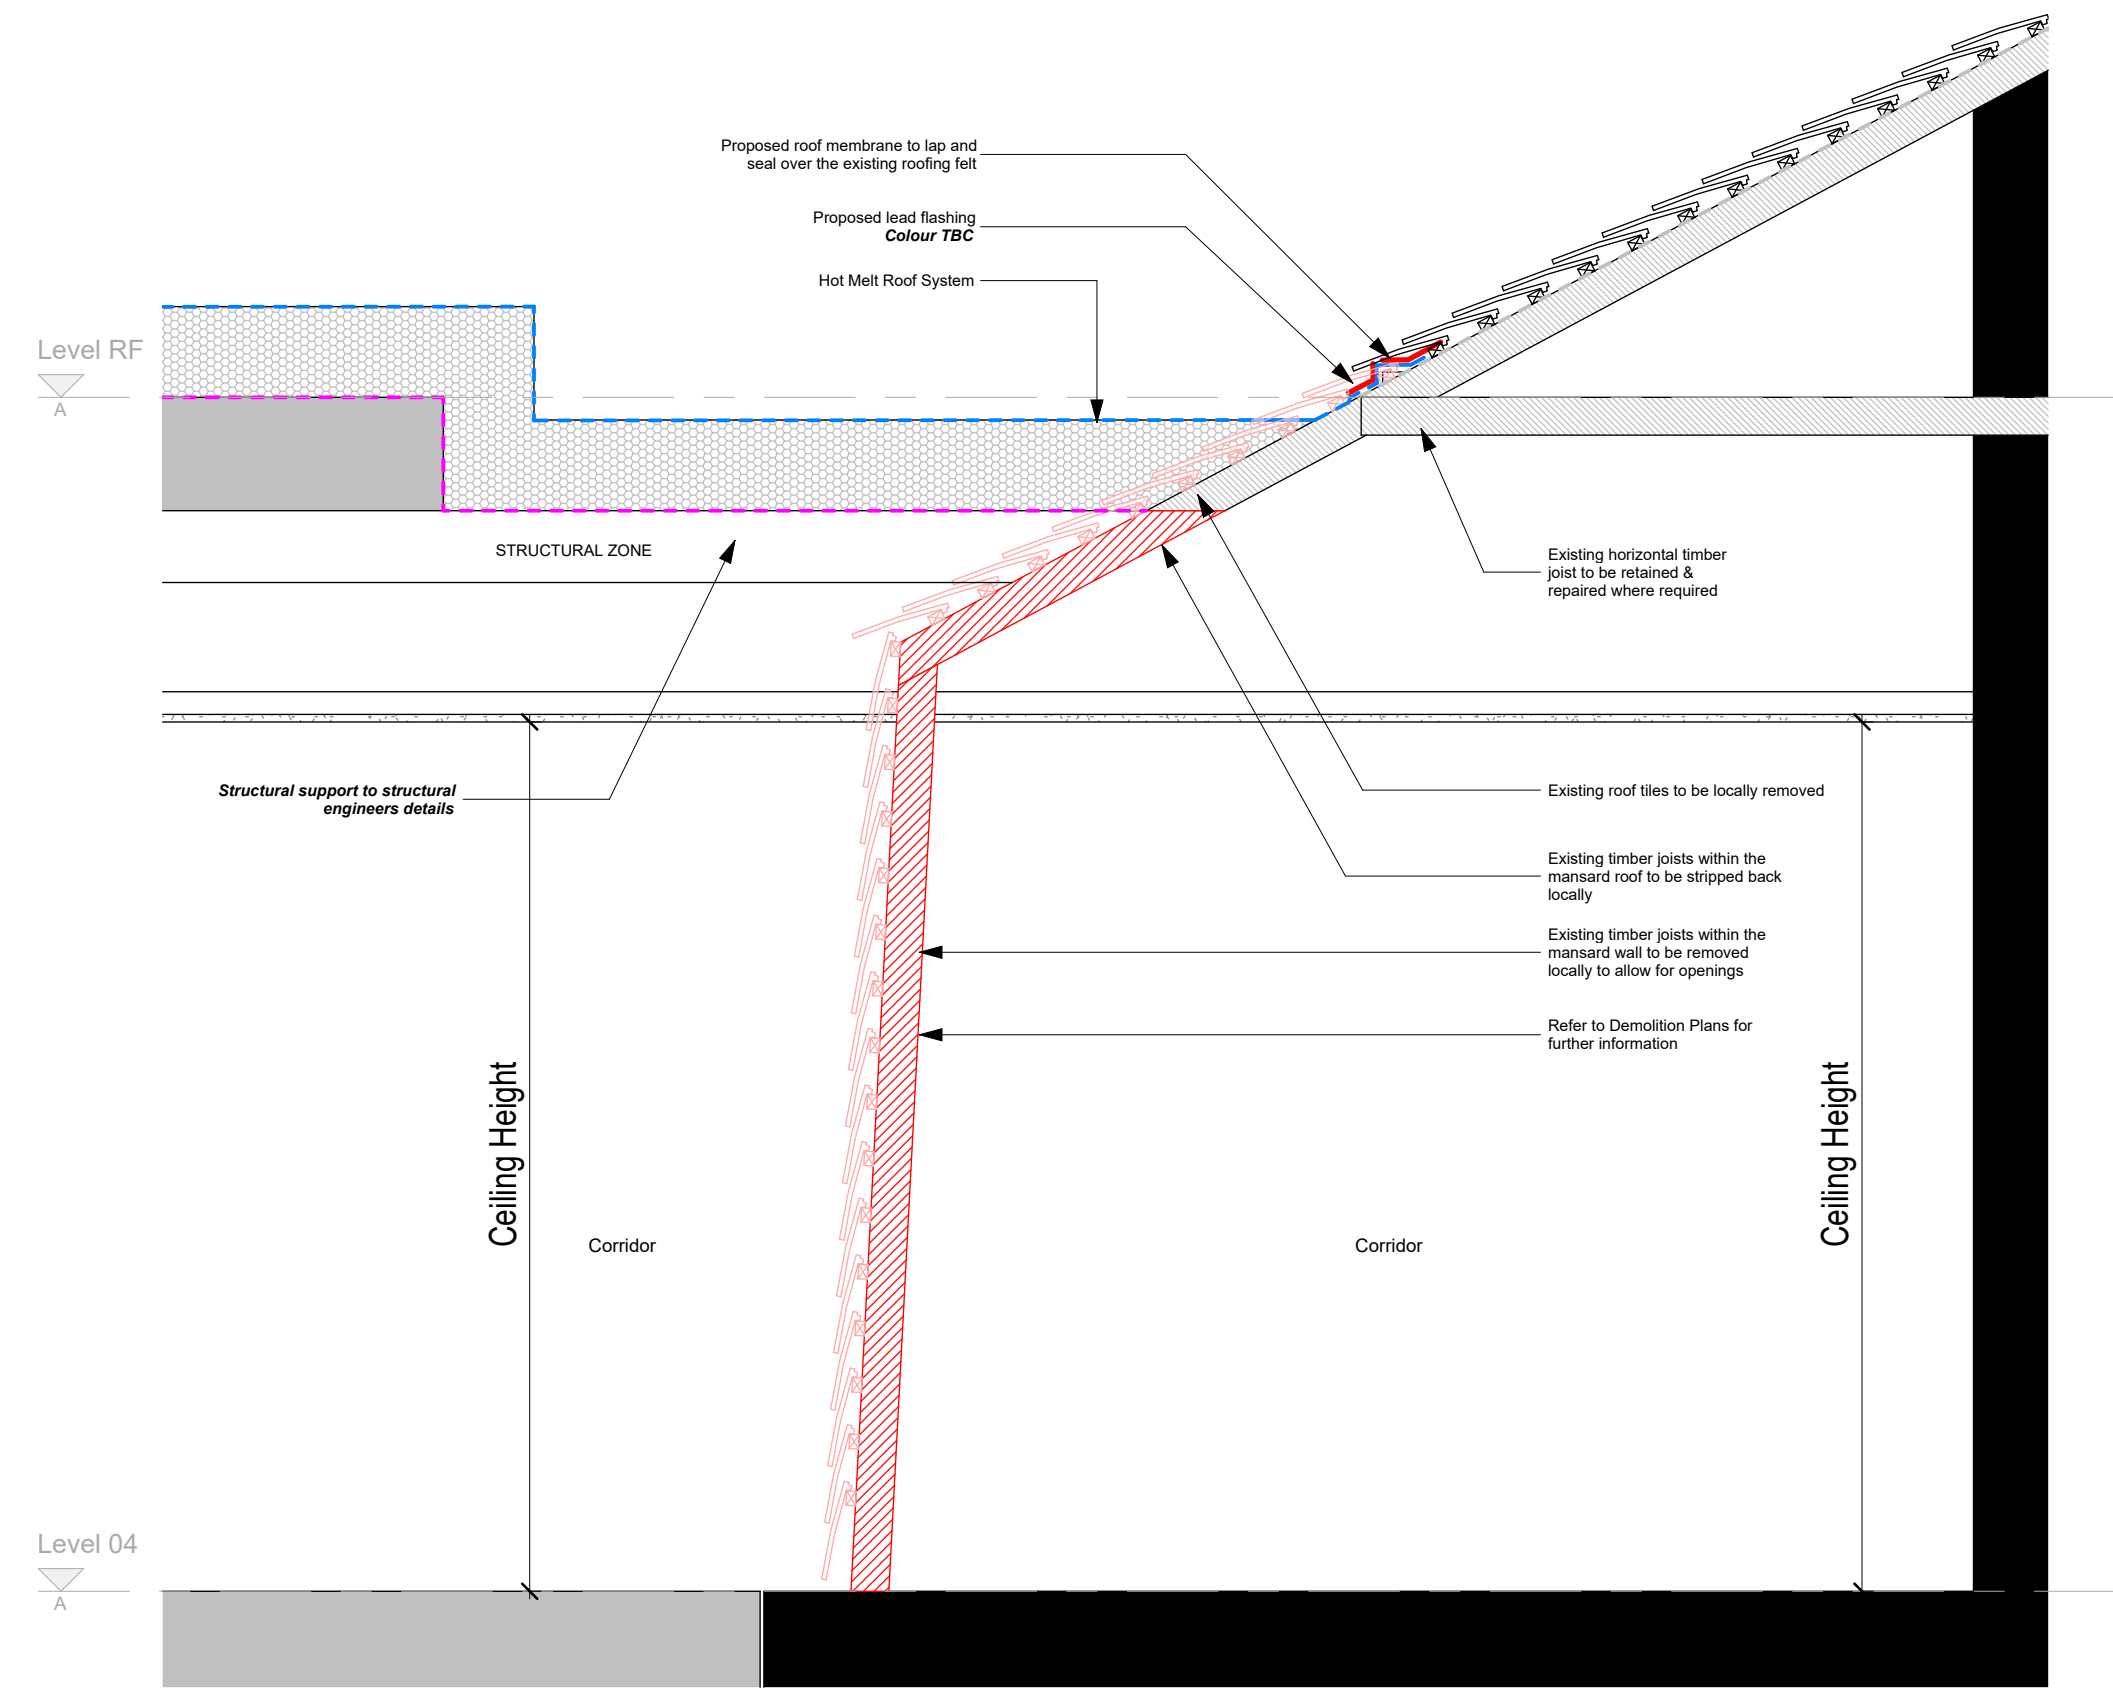 Proposed roof membrane to lap and
seal over the existing roofing felt
Proposed lead flashing
Colour TBC
Hot Melt Roof System
Level RF
A
STRUCTURAL ZONE
Existing horizontal timber
joist to be retained &
repaired where required
Structural support to structural
engineers details
Existing roof tiles to be locally removed
Existing timber joists within the
mansard roof to be stripped back
locally
Existing timber joists within the
mansard wall to be removed
locally to allow for openings
Refer to Demolition Plans for
further information
Ceiling Height
Ceiling Height
Corridor
Corridor
Level 04
A